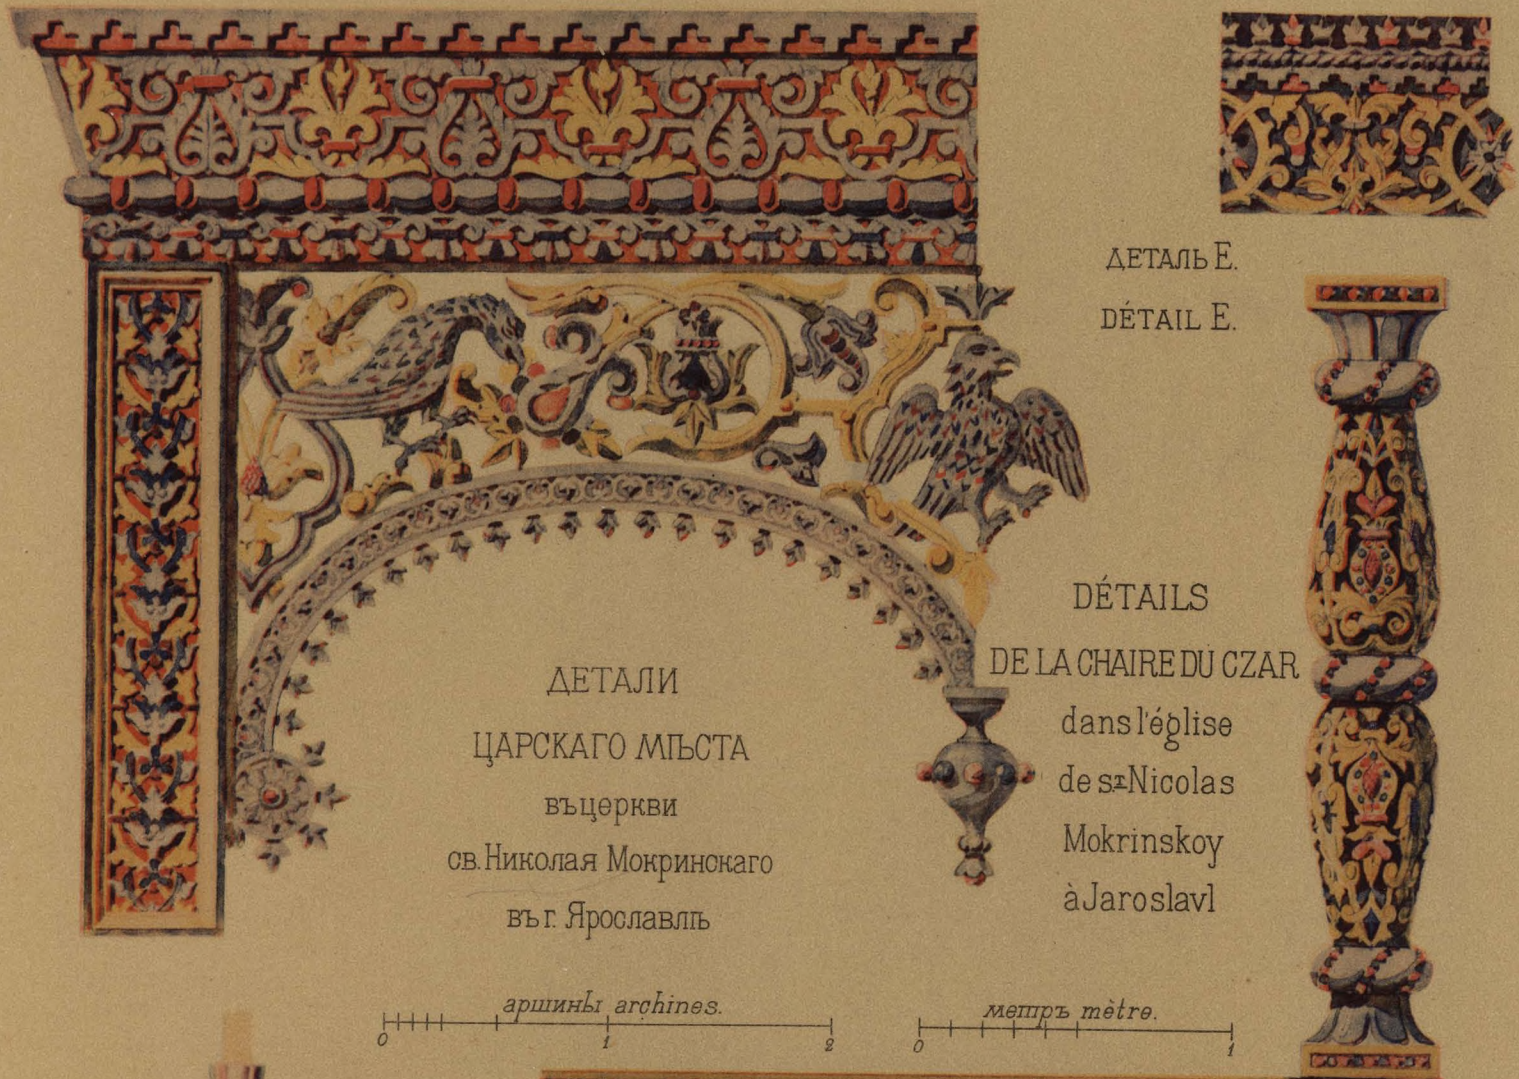 ДЕТАЛЬ Е.
DÉTAIL E.
ДЕТАЛИ
ЦАРСКАГО МѢСТА
въ церкви
св. Николая Мокринскаго
въ г. Ярославлѣ
DÉTAILS
DE LA CHAIRE DU CZAR
dans l'église
de st. Nicolas
Mokrinskoy
à Jaroslavl
аршины archines.
0 1 2
метръ mètre.
0 1